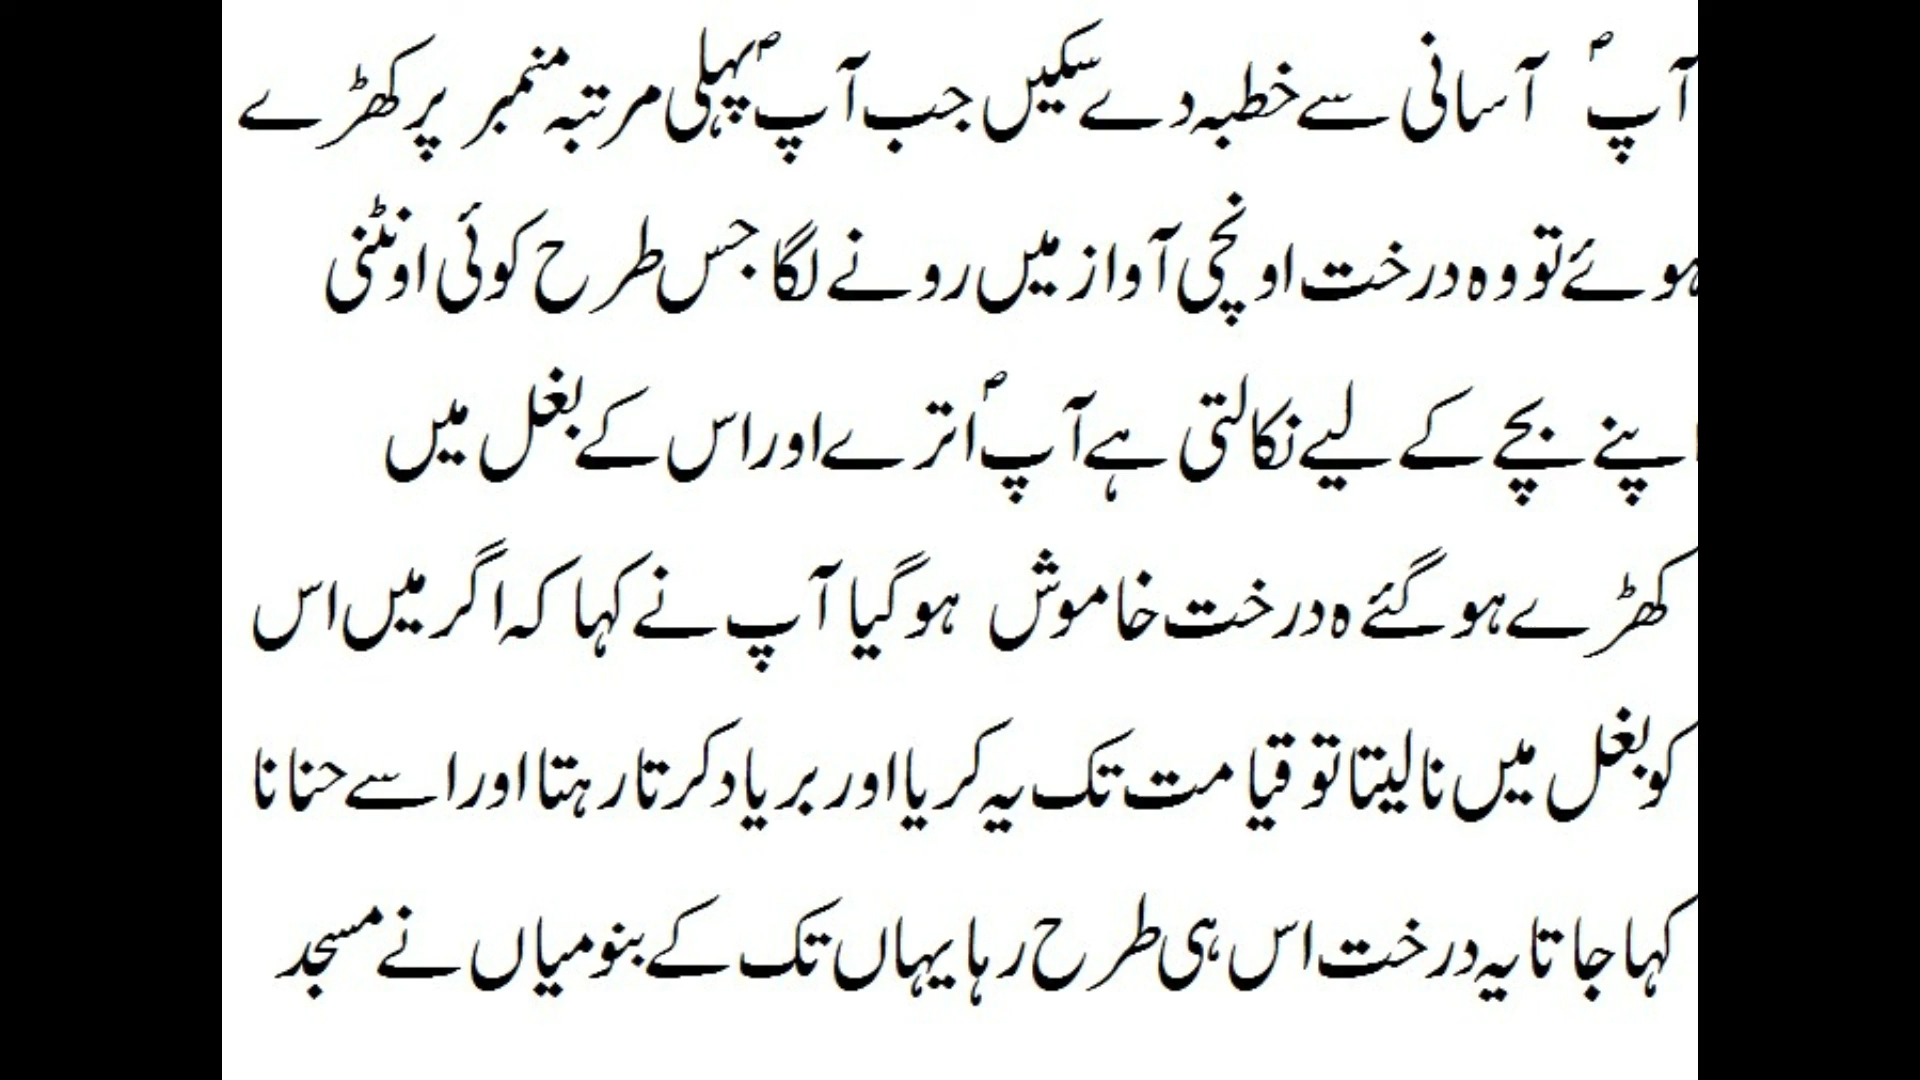 آپؐ آسانی سے خطبہ دے سکیں جب آپؐ پہلی مرتبہ منمبر پر کھڑے
ہوئے تو وہ درخت اونچی آواز میں رونے لگا جس طرح کوئی اونٹنی
اپنے بچے کے لیے نکالتی ہے آپؐ اترے اور اس کے بغل میں
کھڑے ہوگئے ہ درخت خاموش ہوگیا آپ نے کہا کہ اگر میں اس
کو بغل میں نا لیتا تو قیامت تک یہ کریا اور بریاد کرتا رہتا اور اسے حنانا
کہا جاتا یہ درخت اس ہی طرح رہا یہاں تک کے بنو میاں نے مسجد